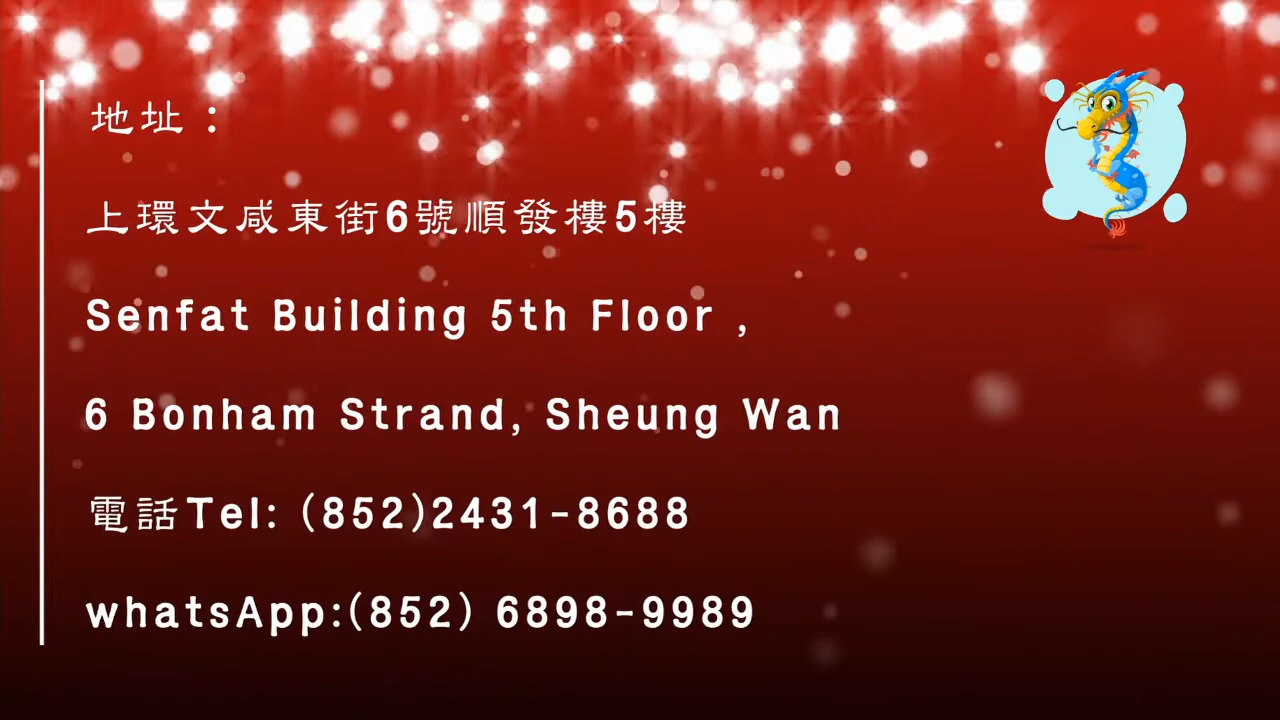 地址：
上環文咸東街6號順發樓5樓
Senfat Building 5th Floor ,
6 Bonham Strand, Sheung Wan
電話Tel: (852)2431-8688
whatsApp:(852) 6898-9989